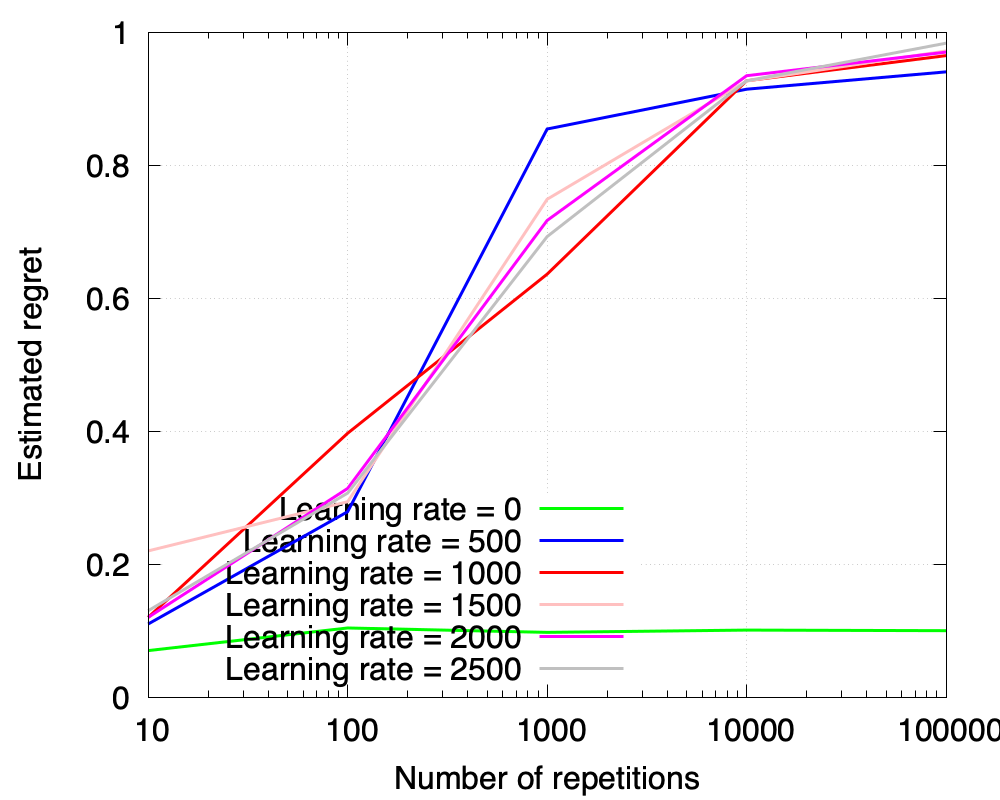 1
0.8
0.6
0.4
0.2
0
Estimated regret
Learning rate = 0
Learning rate = 500
Learning rate = 1000
Learning rate = 1500
Learning rate = 2000
Learning rate = 2500
10 100 1000 10000 100000
Number of repetitions